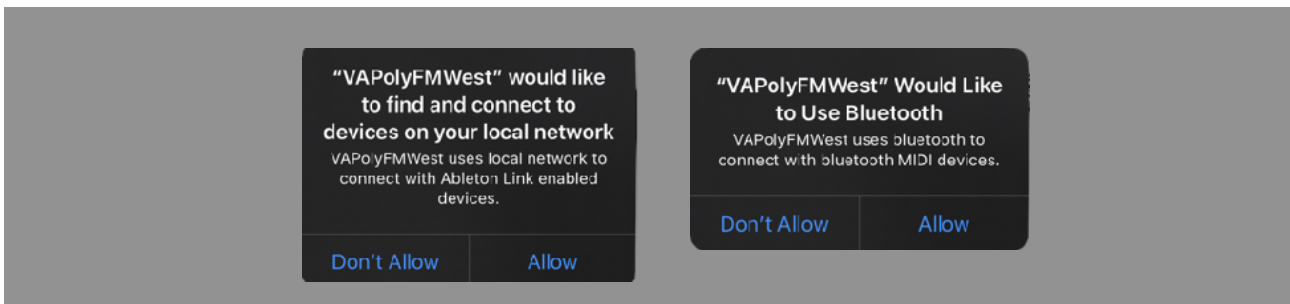 “VAPolyFMWest” would like
to find and connect to
devices on your local network
VAPolyFMWest uses local network to
connect with Ableton Link enabled
devices.
Don't Allow
Allow
“VAPolyFMWest” Would Like
to Use Bluetooth
VAPolyFMWest uses bluetooth to
connect with bluetooth MIDI devices.
Don't Allow
Allow